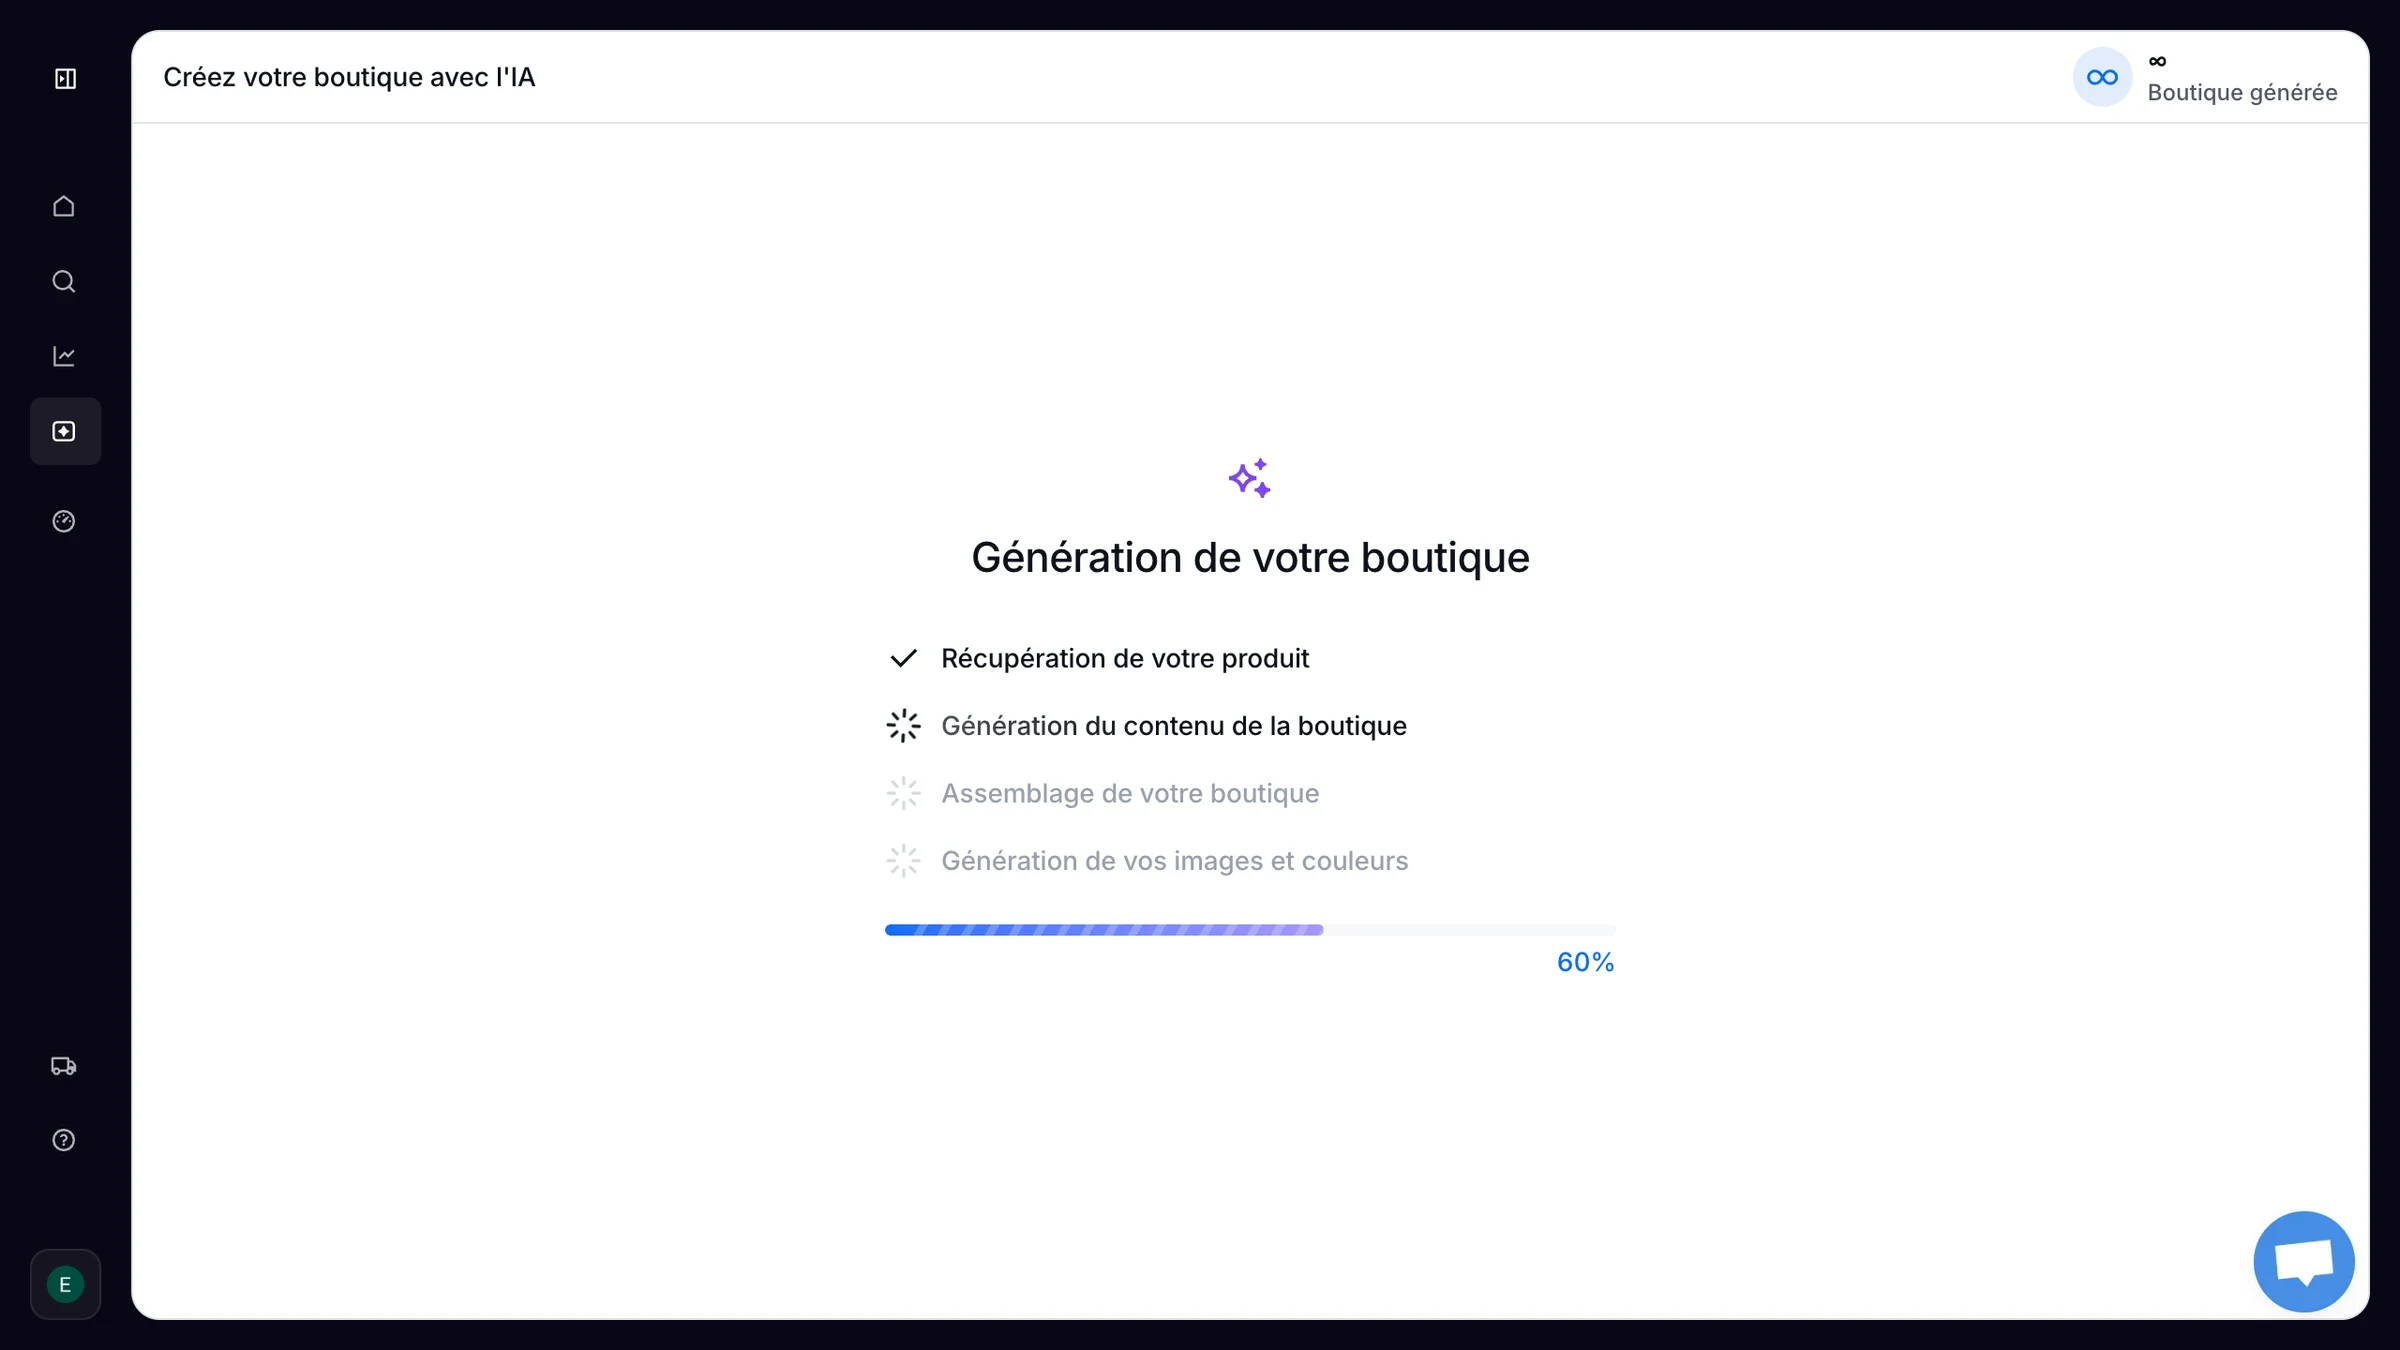 Créez votre boutique avec l'IA
∞
Boutique générée
Génération de votre boutique
Récupération de votre produit
Génération du contenu de la boutique
Assemblage de votre boutique
Génération de vos images et couleurs
60%
E